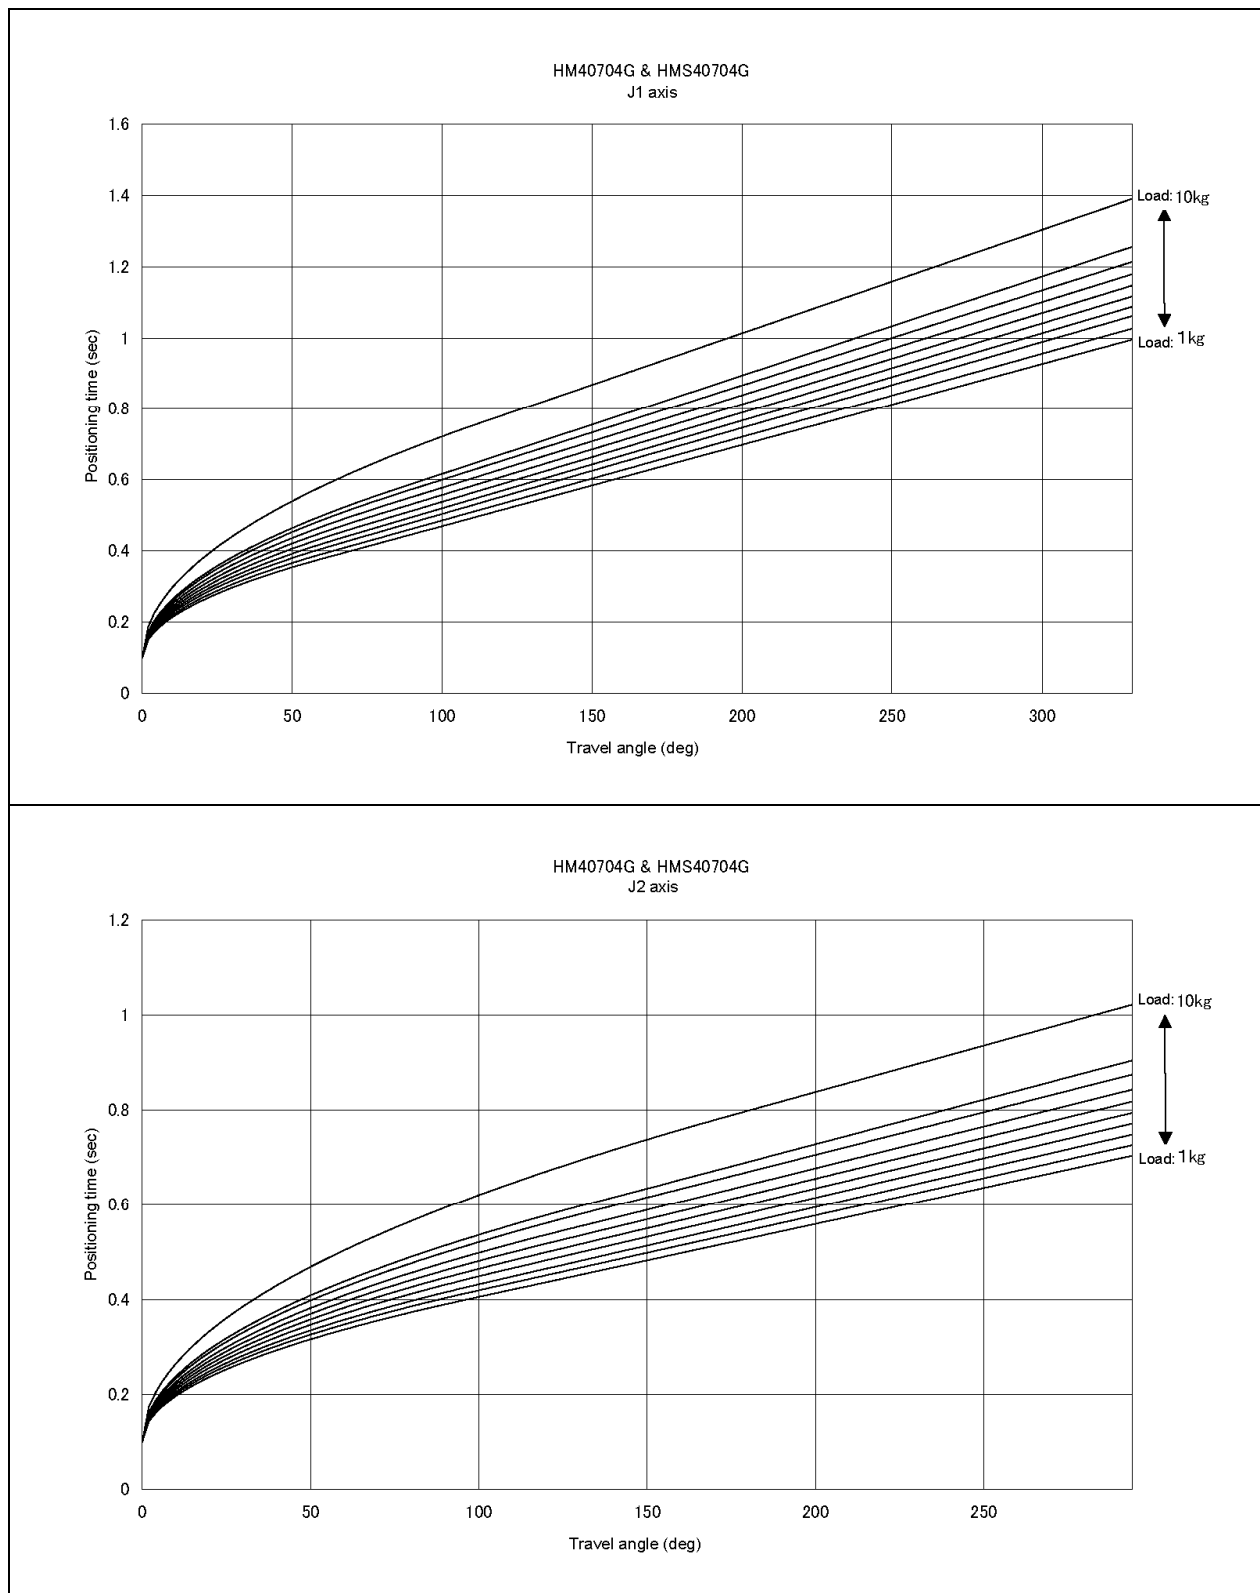 HM40704G & HMS40704G
J1 axis
1.6
1.4
1.2
1
0.8
0.6
0.4
0.2
0
Positioning time (sec)
Load: 10kg
Load: 1kg
0 50 100 150 200 250 300
Travel angle (deg)
HM40704G & HMS40704G
J2 axis
1.2
1
0.8
0.6
0.4
0.2
0
Positioning time (sec)
Load: 10kg
Load: 1kg
0 50 100 150 200 250
Travel angle (deg)